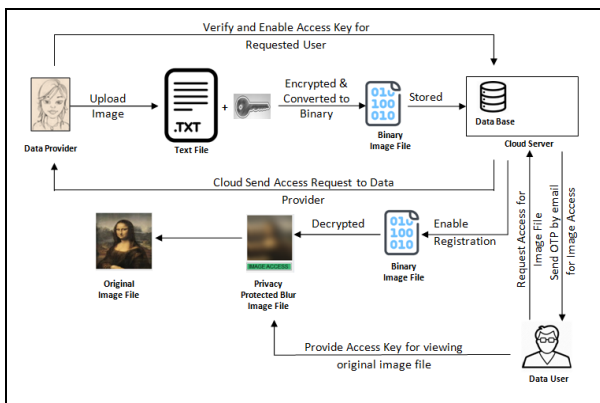 Verify and Enable Access Key for
Requested User
Upload
Image
.TXT
+
Encrypted &
Converted to
Binary
010
100
010
Stored
Data Base
Data Provider
Text File
Binary
Image File
Cloud Server
Cloud Send Access Request to Data
Provider
Decrypted
010
100
010
Enable
Registration
IMAGE ACCESS
Original
Image File
Privacy
Protected Blur
Image File
Binary
Image File
Request Access for
Image File
Send OTP by email
for Image Access
Provide Access Key for viewing
original image file
Data User